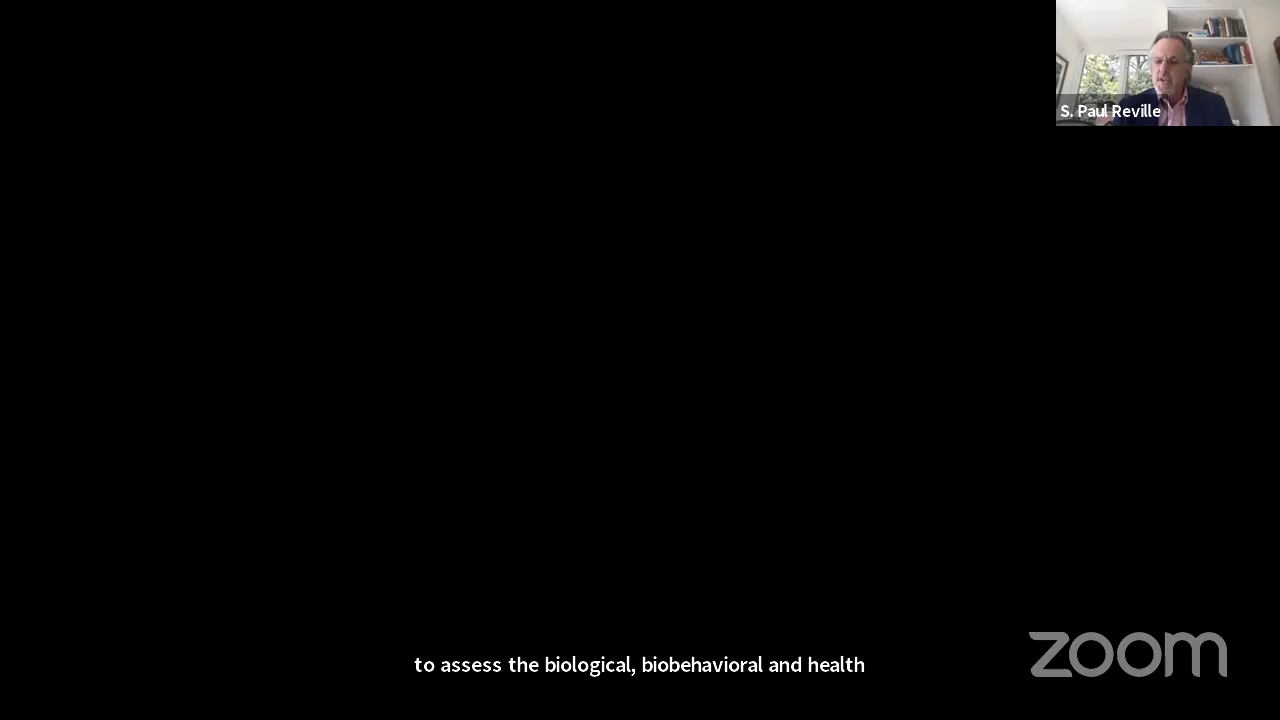 S. Paul Reville
to assess the biological, biobehavioral and health
zoom